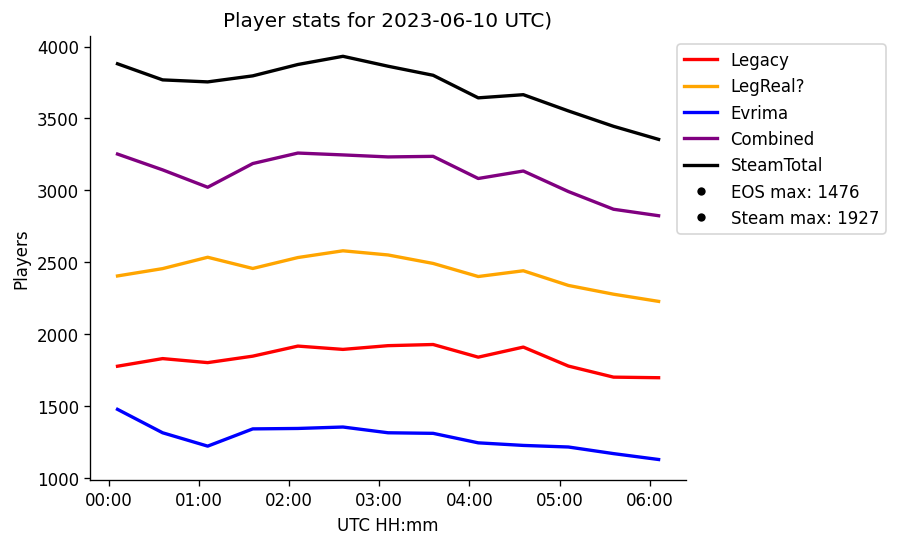 Player stats for 2023-06-10 UTC)
4000
3500
3000
2500
2000
1500
1000
Players
00:00 01:00 02:00 03:00 04:00 05:00 06:00
UTC HH:mm
Legacy
LegReal?
Evrima
Combined
SteamTotal
EOS max: 1476
Steam max: 1927